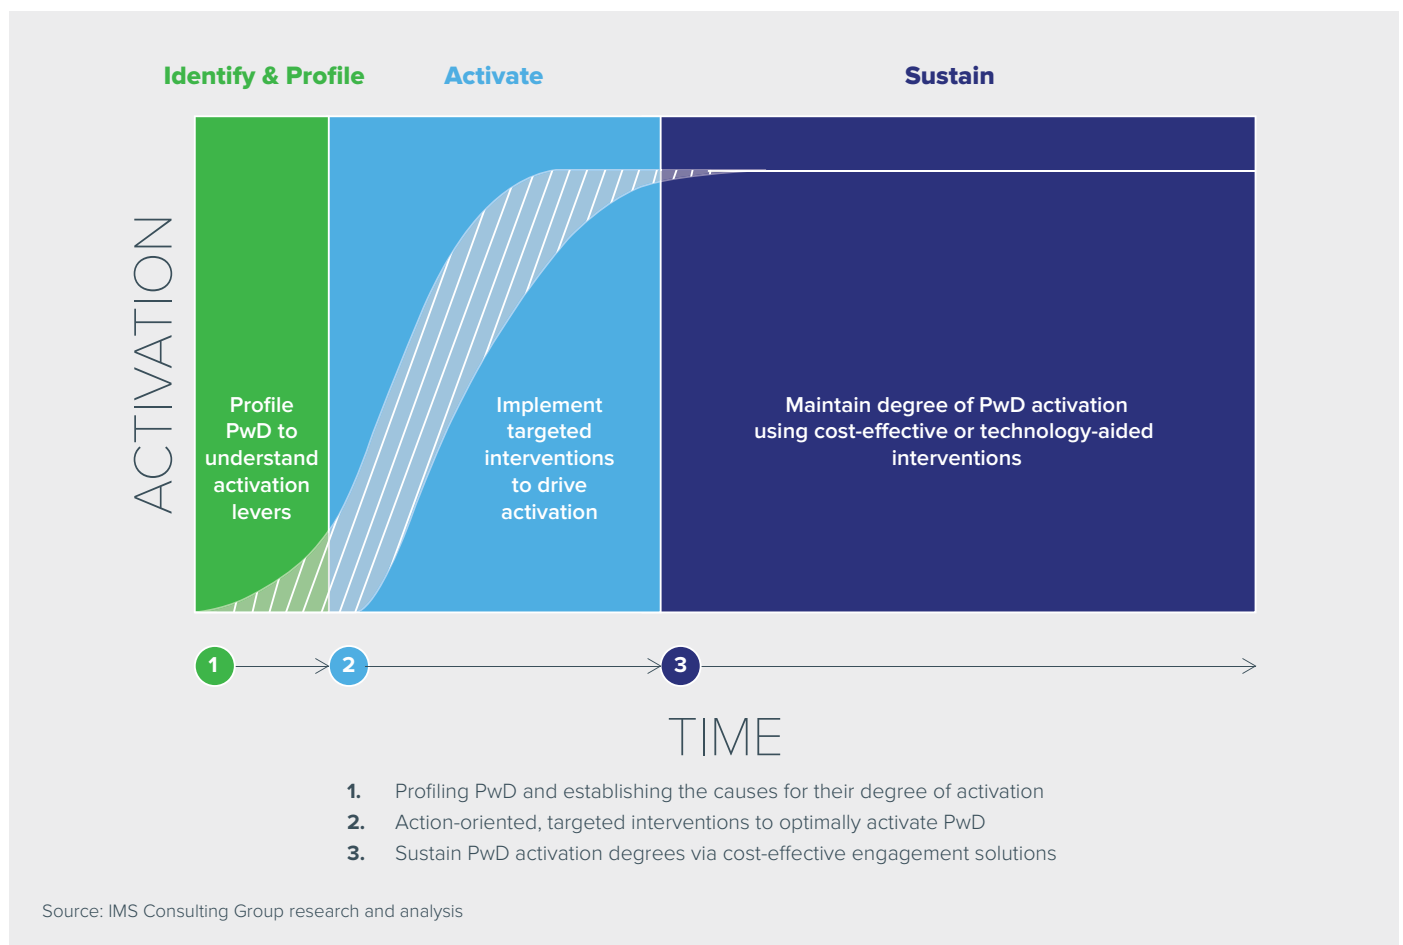 Identify & Profile
Activate
Sustain
ACTIVATION
Profile
PwD to
understand
activation
levers
Implement
targeted
interventions
to drive
activation
Maintain degree of PwD activation
using cost-effective or technology-aided
interventions
1
2
3
TIME
1. Profiling PwD and establishing the causes for their degree of activation
2. Action-oriented, targeted interventions to optimally activate PwD
3. Sustain PwD activation degrees via cost-effective engagement solutions
Source: IMS Consulting Group research and analysis